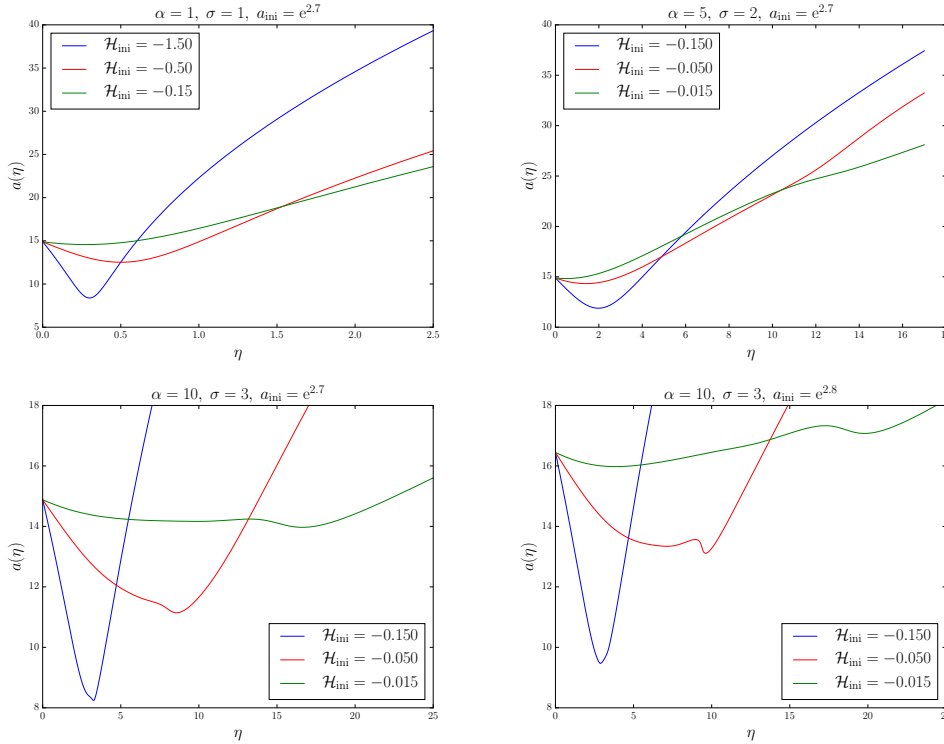 α = 1, σ = 1, a_ini = e^2.7
40
35
30
25
20
15
10
5
a(η)
0.0 0.5 1.0 1.5 2.0 2.5
η
ℋ_ini = −1.50
ℋ_ini = −0.50
ℋ_ini = −0.15
α = 5, σ = 2, a_ini = e^2.7
40
35
30
25
20
15
10
a(η)
0 2 4 6 8 10 12 14 16 18
η
ℋ_ini = −0.150
ℋ_ini = −0.050
ℋ_ini = −0.015
α = 10, σ = 3, a_ini = e^2.7
18
16
14
12
10
8
a(η)
0 5 10 15 20 25
η
ℋ_ini = −0.150
ℋ_ini = −0.050
ℋ_ini = −0.015
α = 10, σ = 3, a_ini = e^2.8
18
16
14
12
10
8
a(η)
0 5 10 15 20
η
ℋ_ini = −0.150
ℋ_ini = −0.050
ℋ_ini = −0.015